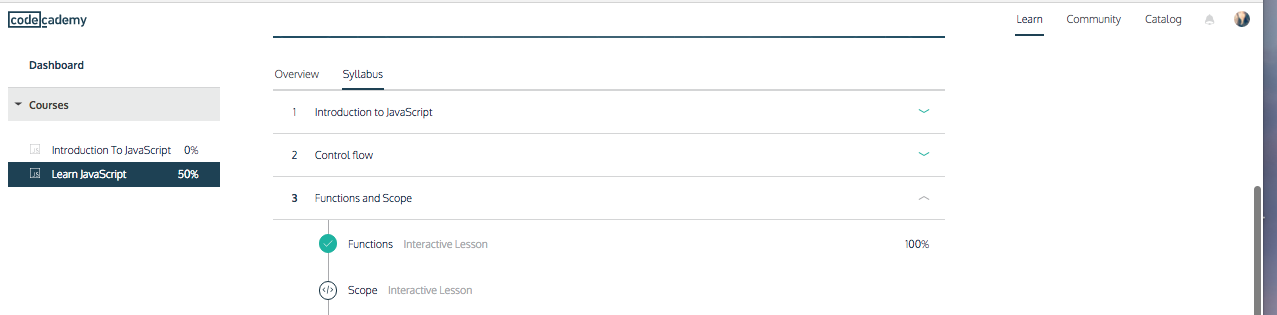 codecademy
Learn Community Catalog
Dashboard
Courses
Introduction To JavaScript 0%
JS Learn JavaScript 50%
Overview Syllabus
1 Introduction to JavaScript
2 Control flow
3 Functions and Scope
Functions Interactive Lesson 100%
</> Scope Interactive Lesson